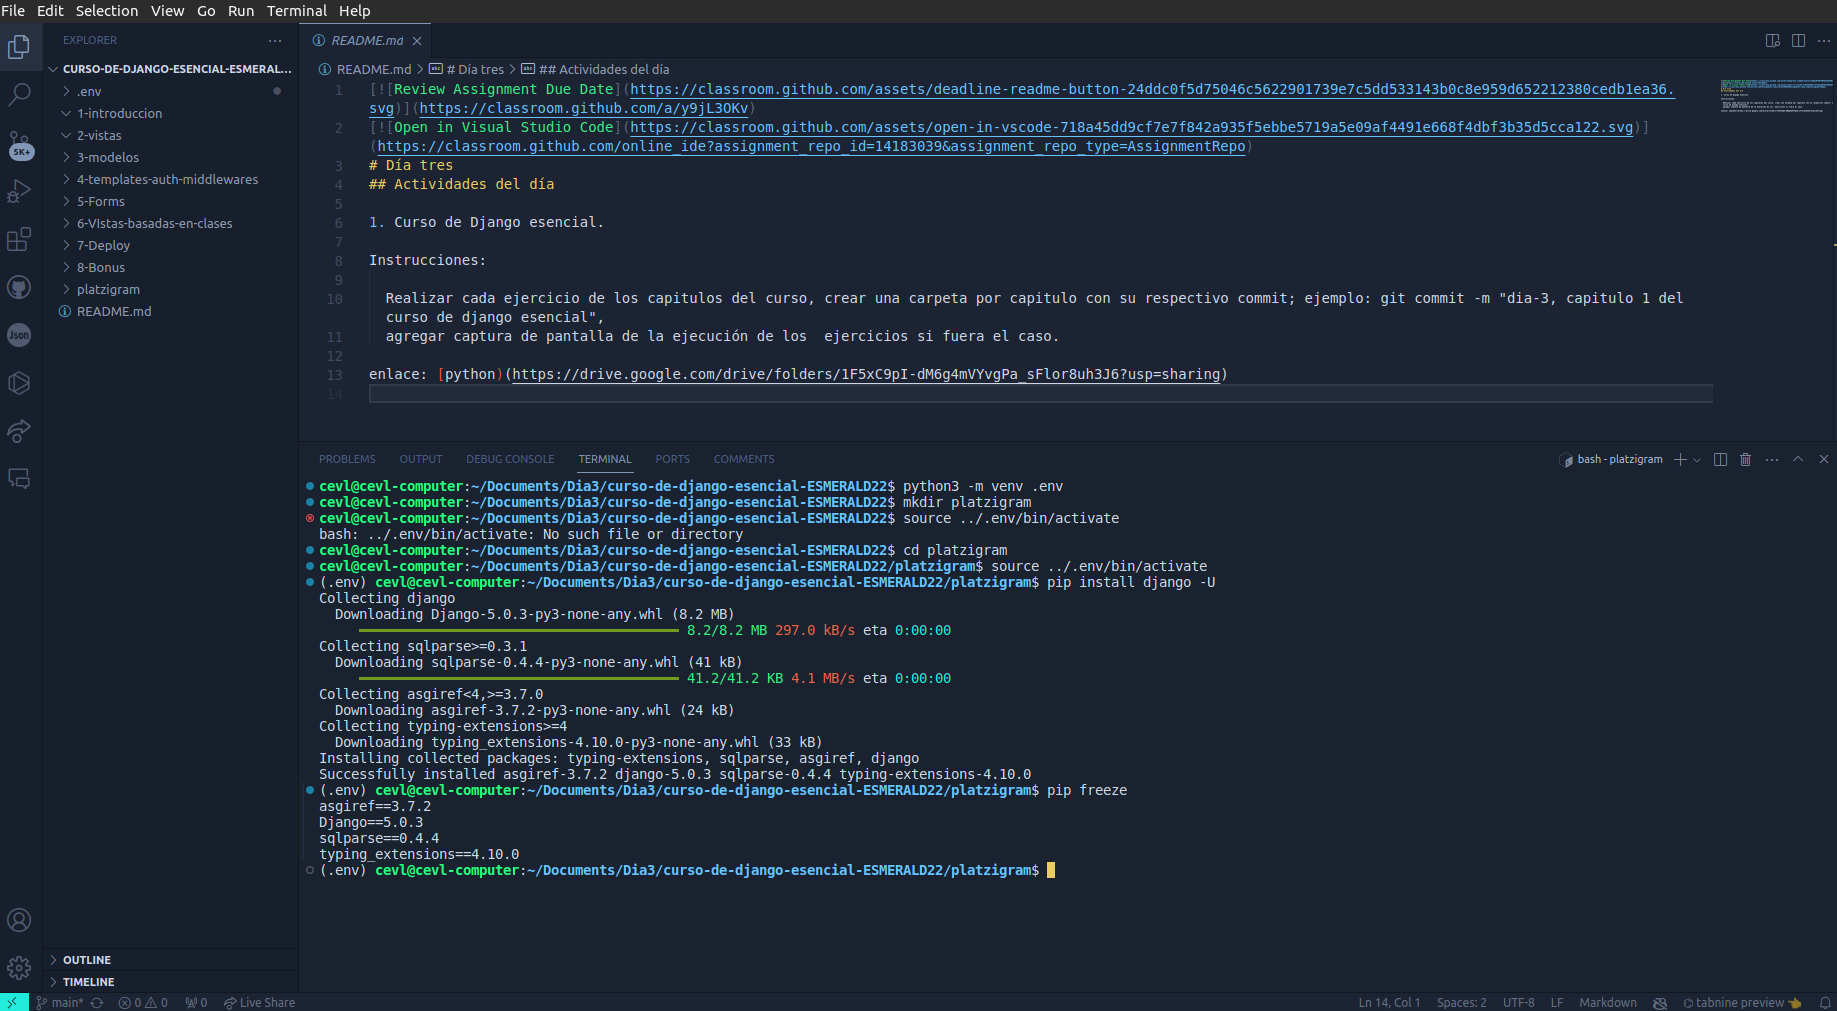 File Edit Selection View Go Run Terminal Help
EXPLORER
CURSO-DE-DJANGO-ESENCIAL-ESMERAL...
.env
1-introduccion
2-vistas
3-modelos
4-templates-auth-middlewares
5-Forms
6-VIstas-basadas-en-clases
7-Deploy
8-Bonus
platzigram
README.md
OUTLINE
TIMELINE
5K+
Json
README.md
README.md > # Día tres > ## Actividades del día
1 [![Review Assignment Due Date](https://classroom.github.com/assets/deadline-readme-button-24ddc0f5d75046c5622901739e7c5dd533143b0c8e959d652212380cedb1ea36.
svg)](https://classroom.github.com/a/y9jL3OKv)
2 [![Open in Visual Studio Code](https://classroom.github.com/assets/open-in-vscode-718a45dd9cf7e7f842a935f5ebbe5719a5e09af4491e668f4dbf3b35d5cca122.svg)]
(https://classroom.github.com/online_ide?assignment_repo_id=14183039&assignment_repo_type=AssignmentRepo)
3 # Día tres
4 ## Actividades del día
5
6 1. Curso de Django esencial.
7
8 Instrucciones:
9
10 Realizar cada ejercicio de los capitulos del curso, crear una carpeta por capitulo con su respectivo commit; ejemplo: git commit -m "dia-3, capitulo 1 del
curso de django esencial",
11 agregar captura de pantalla de la ejecución de los  ejercicios si fuera el caso.
12
13 enlace: [python)(https://drive.google.com/drive/folders/1F5xC9pI-dM6g4mVYvgPa_sFlor8uh3J6?usp=sharing)
14
PROBLEMS OUTPUT DEBUG CONSOLE TERMINAL PORTS COMMENTS
bash - platzigram
cevl@cevl-computer:~/Documents/Dia3/curso-de-django-esencial-ESMERALD22$ python3 -m venv .env
cevl@cevl-computer:~/Documents/Dia3/curso-de-django-esencial-ESMERALD22$ mkdir platzigram
cevl@cevl-computer:~/Documents/Dia3/curso-de-django-esencial-ESMERALD22$ source ../.env/bin/activate
bash: ../.env/bin/activate: No such file or directory
cevl@cevl-computer:~/Documents/Dia3/curso-de-django-esencial-ESMERALD22$ cd platzigram
cevl@cevl-computer:~/Documents/Dia3/curso-de-django-esencial-ESMERALD22/platzigram$ source ../.env/bin/activate
(.env) cevl@cevl-computer:~/Documents/Dia3/curso-de-django-esencial-ESMERALD22/platzigram$ pip install django -U
Collecting django
Downloading Django-5.0.3-py3-none-any.whl (8.2 MB)
8.2/8.2 MB 297.0 kB/s eta 0:00:00
Collecting sqlparse>=0.3.1
Downloading sqlparse-0.4.4-py3-none-any.whl (41 kB)
41.2/41.2 KB 4.1 MB/s eta 0:00:00
Collecting asgiref<4,>=3.7.0
Downloading asgiref-3.7.2-py3-none-any.whl (24 kB)
Collecting typing-extensions>=4
Downloading typing_extensions-4.10.0-py3-none-any.whl (33 kB)
Installing collected packages: typing-extensions, sqlparse, asgiref, django
Successfully installed asgiref-3.7.2 django-5.0.3 sqlparse-0.4.4 typing-extensions-4.10.0
(.env) cevl@cevl-computer:~/Documents/Dia3/curso-de-django-esencial-ESMERALD22/platzigram$ pip freeze
asgiref==3.7.2
Django==5.0.3
sqlparse==0.4.4
typing_extensions==4.10.0
(.env) cevl@cevl-computer:~/Documents/Dia3/curso-de-django-esencial-ESMERALD22/platzigram$
main* 0 0 0 Live Share Ln 14, Col 1 Spaces: 2 UTF-8 LF Markdown tabnine preview